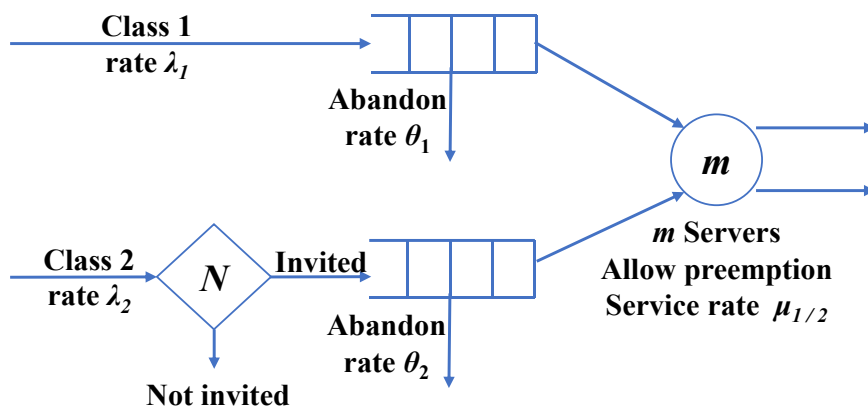 Class 1
rate λ₁
Abandon
rate θ₁
m
m Servers
Allow preemption
Service rate μ₁/₂
Class 2
rate λ₂
N
Invited
Abandon
rate θ₂
Not invited